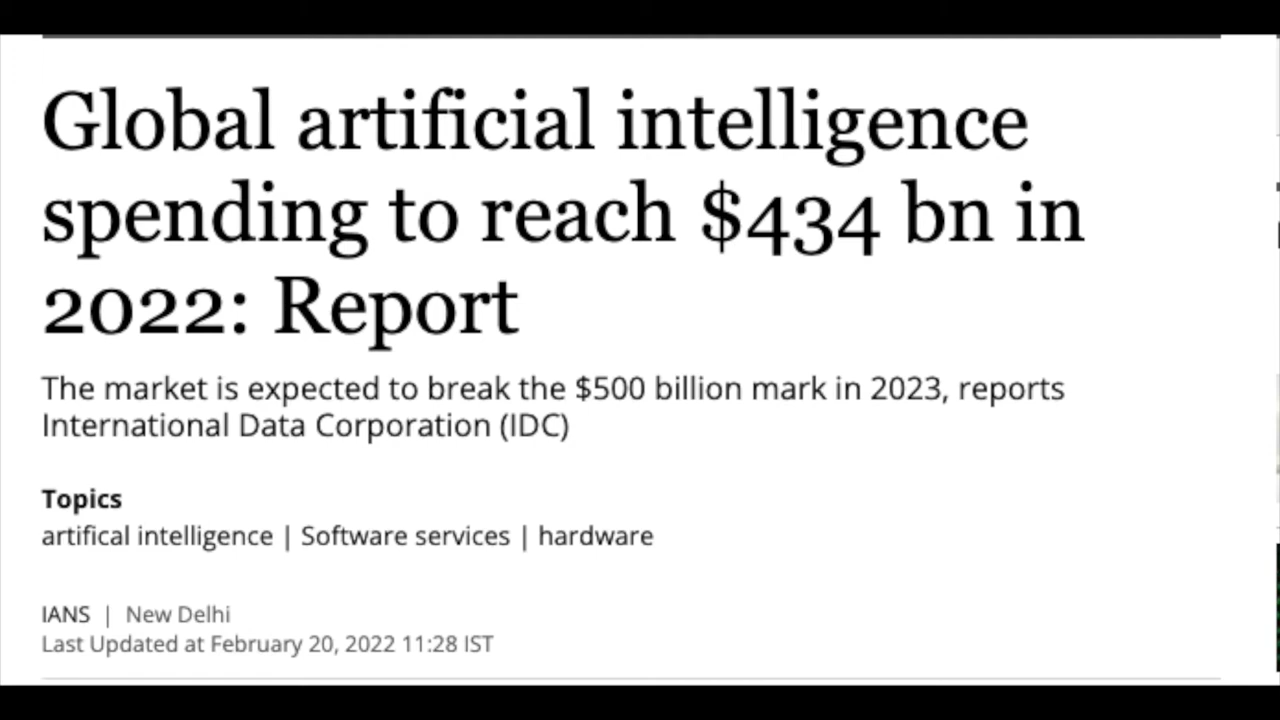 Global artificial intelligence
spending to reach $434 bn in
2022: Report
The market is expected to break the $500 billion mark in 2023, reports
International Data Corporation (IDC)
Topics
artifical intelligence | Software services | hardware
IANS | New Delhi
Last Updated at February 20, 2022 11:28 IST